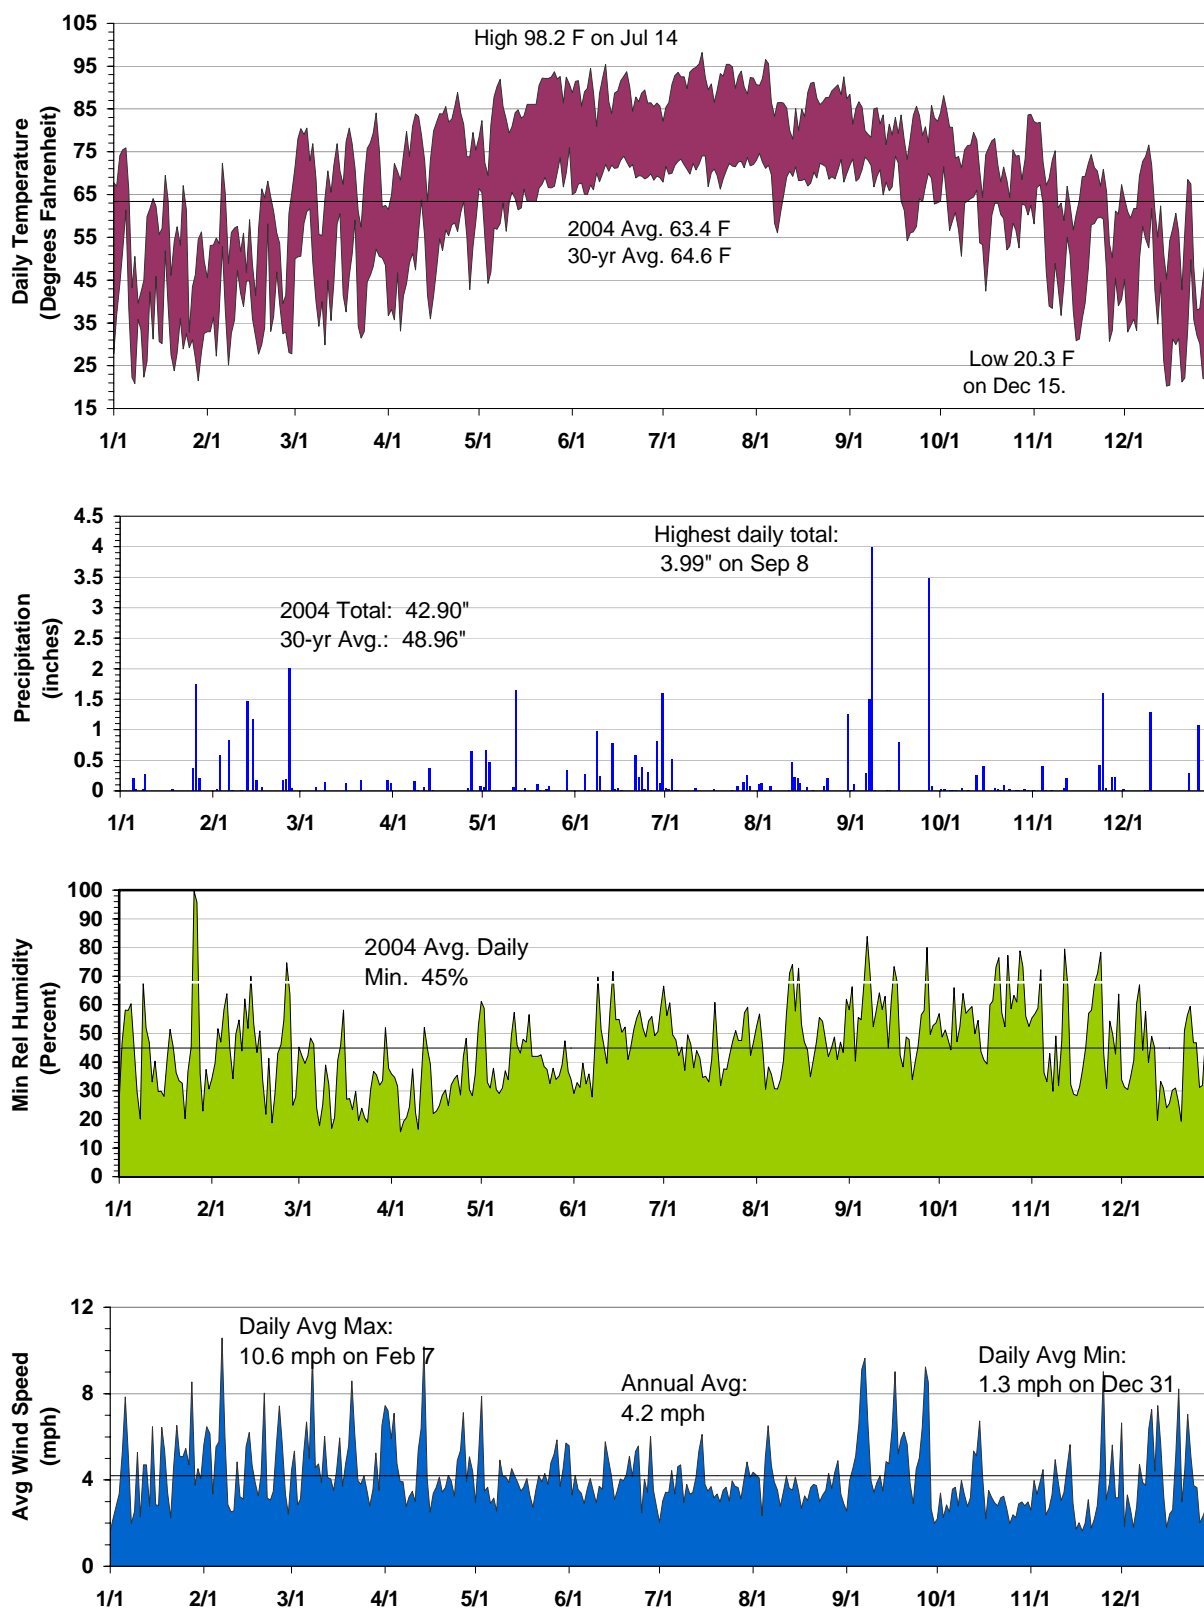 Daily Temperature
(Degrees Fahrenheit)
105
95
85
75
65
55
45
35
25
15
High 98.2 F on Jul 14
2004 Avg. 63.4 F
30-yr Avg. 64.6 F
Low 20.3 F
on Dec 15.
1/1 2/1 3/1 4/1 5/1 6/1 7/1 8/1 9/1 10/1 11/1 12/1
Precipitation
(inches)
4.5
4
3.5
3
2.5
2
1.5
1
0.5
0
Highest daily total:
3.99" on Sep 8
2004 Total: 42.90"
30-yr Avg.: 48.96"
1/1 2/1 3/1 4/1 5/1 6/1 7/1 8/1 9/1 10/1 11/1 12/1
Min Rel Humidity
(Percent)
100
90
80
70
60
50
40
30
20
10
0
2004 Avg. Daily
Min. 45%
1/1 2/1 3/1 4/1 5/1 6/1 7/1 8/1 9/1 10/1 11/1 12/1
Avg Wind Speed
(mph)
12
8
4
0
Daily Avg Max:
10.6 mph on Feb 7
Annual Avg:
4.2 mph
Daily Avg Min:
1.3 mph on Dec 31
1/1 2/1 3/1 4/1 5/1 6/1 7/1 8/1 9/1 10/1 11/1 12/1